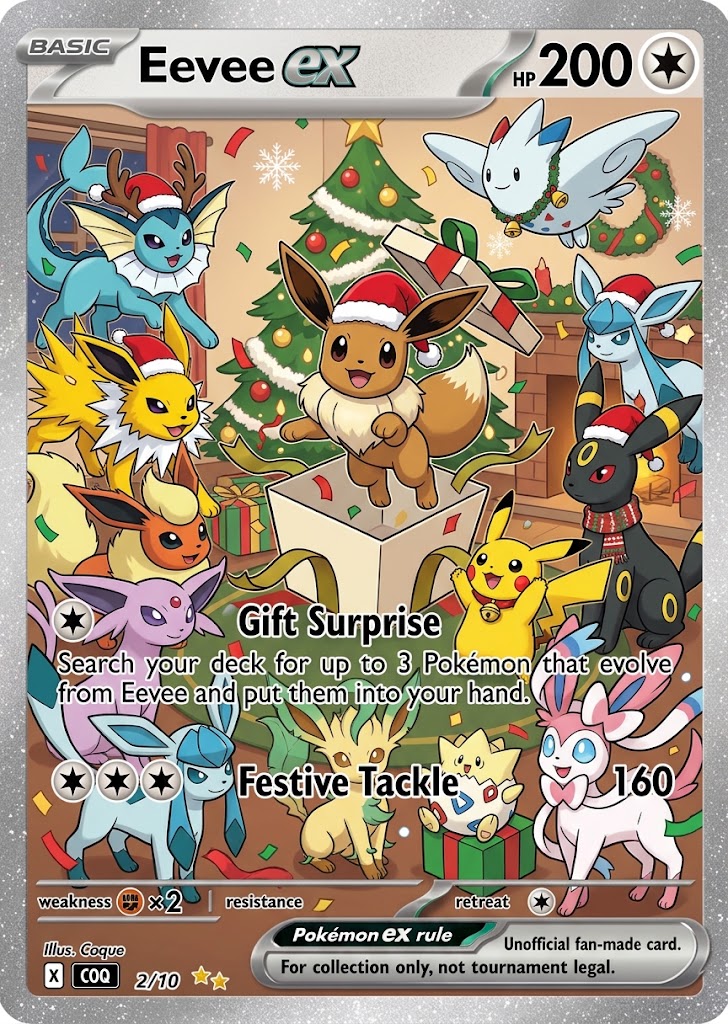 BASIC
Eevee ex
HP 200
Gift Surprise
Search your deck for up to 3 Pokémon that evolve
from Eevee and put them into your hand.
Festive Tackle 160
weakness ×2 resistance retreat
Pokémon ex rule
Unofficial fan-made card.
For collection only, not tournament legal.
Illus. Coque
X COQ 2/10